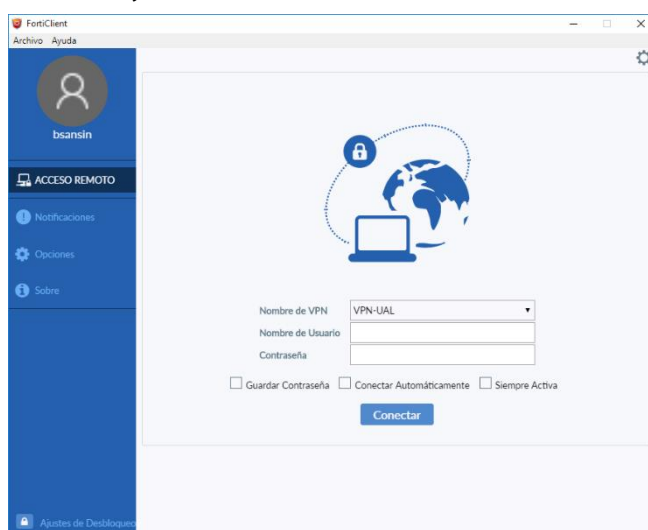 FortiClient
Archivo Ayuda
bsansin
ACCESO REMOTO
Notificaciones
Opciones
Sobre
Nombre de VPN VPN-UAL
Nombre de Usuario
Contraseña
Guardar Contraseña Conectar Automáticamente Siempre Activa
Conectar
Ajustes de Desbloqueo